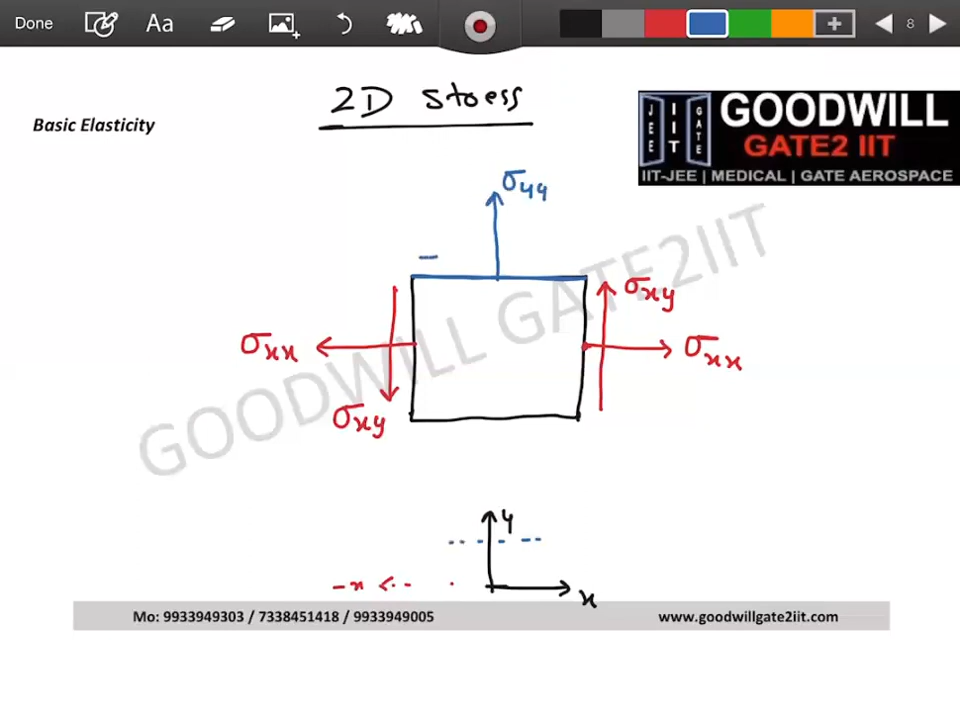 Done
Aa
8
2D Stress
Basic Elasticity
JEE
IIT
GATE
GOODWILL
GATE2 IIT
IIT-JEE | MEDICAL | GATE AEROSPACE
σyy
σxy
σxx
σxx
σxy
GOODWILL GATE2IIT
y
-x
x
Mo: 9933949303 / 7338451418 / 9933949005
www.goodwillgate2iit.com